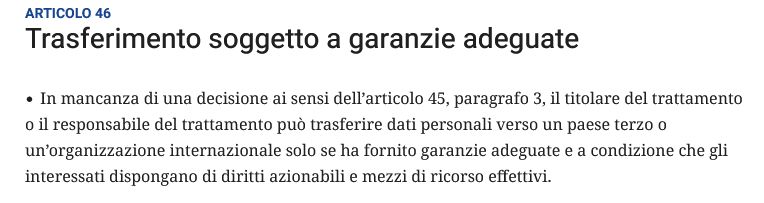 ARTICOLO 46
Trasferimento soggetto a garanzie adeguate
• In mancanza di una decisione ai sensi dell’articolo 45, paragrafo 3, il titolare del trattamento
o il responsabile del trattamento può trasferire dati personali verso un paese terzo o
un’organizzazione internazionale solo se ha fornito garanzie adeguate e a condizione che gli
interessati dispongano di diritti azionabili e mezzi di ricorso effettivi.